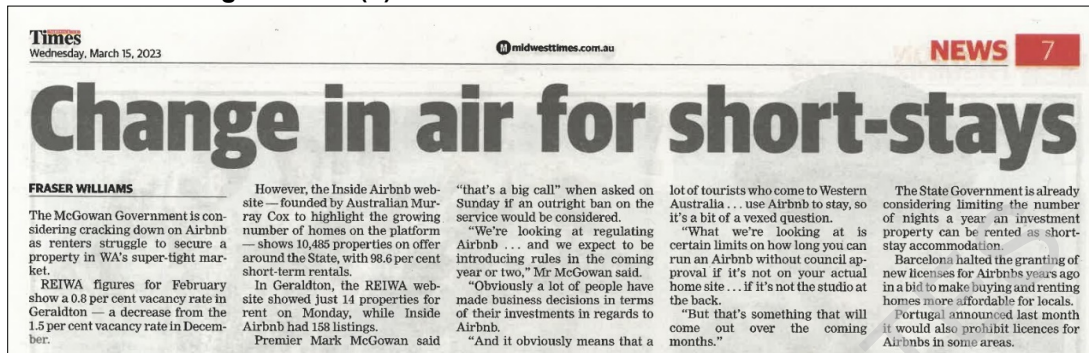 Times
Wednesday, March 15, 2023
midwesttimes.com.au
NEWS 7
Change in air for short-stays
FRASER WILLIAMS
The McGowan Government is con-
sidering cracking down on Airbnb
as renters struggle to secure a
property in WA's super-tight mar-
ket.
REIWA figures for February
show a 0.8 per cent vacancy rate in
Geraldton — a decrease from the
1.5 per cent vacancy rate in Decem-
ber.
However, the Inside Airbnb web-
site — founded by Australian Mur-
ray Cox to highlight the growing
number of homes on the platform
— shows 10,485 properties on offer
around the State, with 98.6 per cent
short-term rentals.
In Geraldton, the REIWA web-
site showed just 14 properties for
rent on Monday, while Inside
Airbnb had 158 listings.
Premier Mark McGowan said
"that's a big call" when asked on
Sunday if an outright ban on the
service would be considered.
"We're looking at regulating
Airbnb ... and we expect to be
introducing rules in the coming
year or two," Mr McGowan said.
"Obviously a lot of people have
made business decisions in terms
of their investments in regards to
Airbnb.
"And it obviously means that a
lot of tourists who come to Western
Australia ... use Airbnb to stay, so
it's a bit of a vexed question.
"What we're looking at is
certain limits on how long you can
run an Airbnb without council ap-
proval if it's not on your actual
home site ... if it's not the studio at
the back.
"But that's something that will
come out over the coming
months."
The State Government is already
considering limiting the number
of nights a year an investment
property can be rented as short-
stay accommodation.
Barcelona halted the granting of
new licenses for Airbnbs years ago
in a bid to make buying and renting
homes more affordable for locals.
Portugal announced last month
it would also prohibit licences for
Airbnbs in some areas.